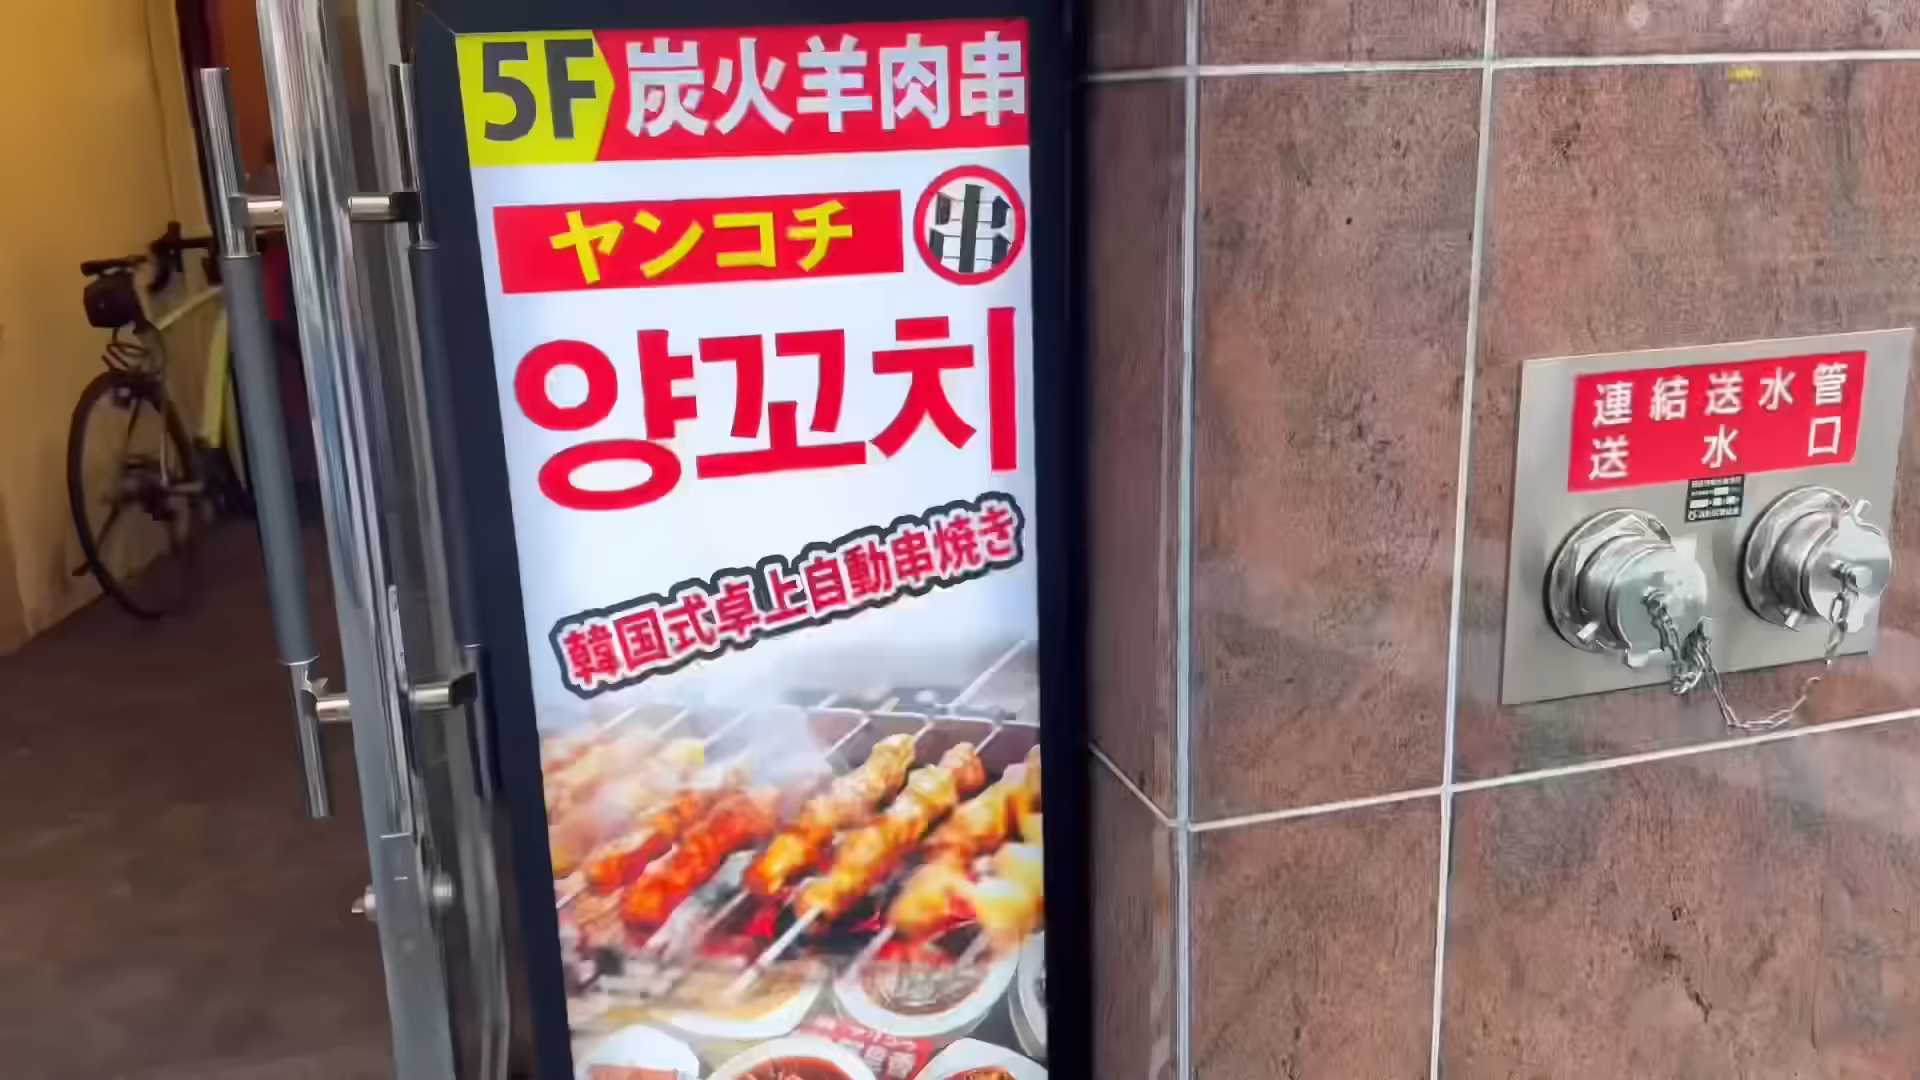 5F 炭火羊肉串
ヤンコチ 串
양꼬치
韓国式卓上自動串焼き
連結送水管
送水口